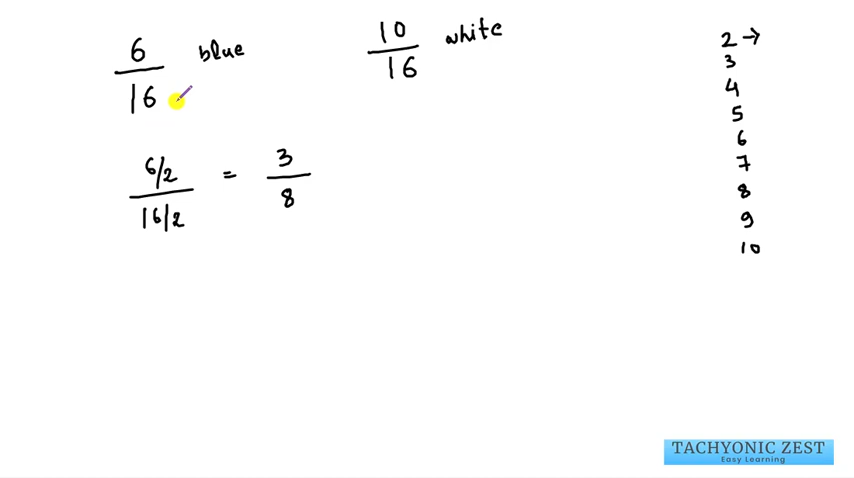 6/16 blue
10/16 white
6/2 / 16/2 = 3/8
2 →
3
4
5
6
7
8
9
10
TACHYONIC ZEST
Easy Learning